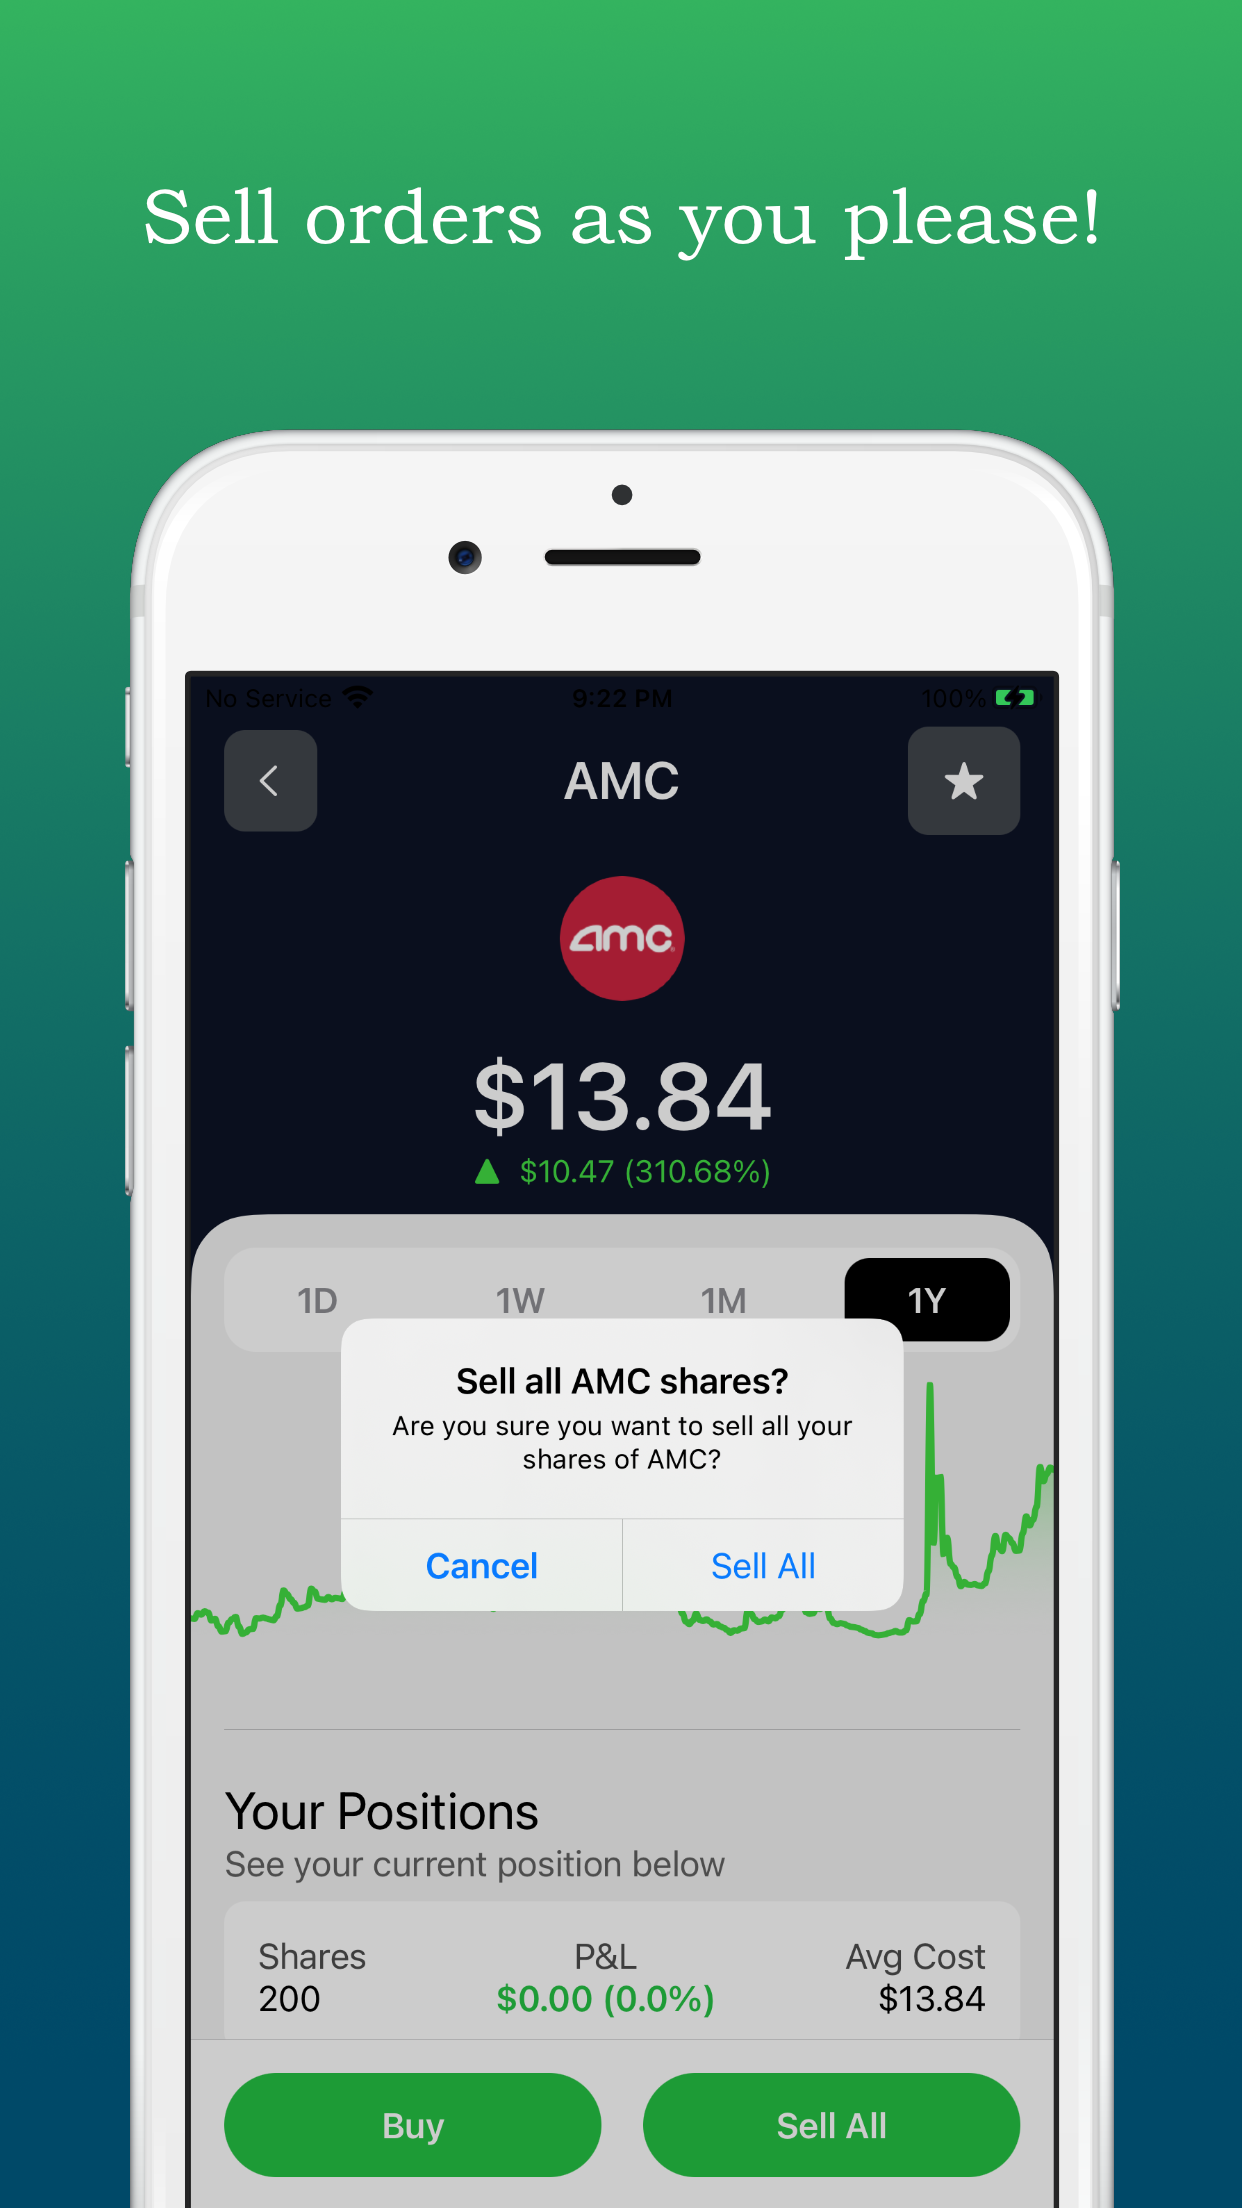 Sell orders as you please!
No Service 9:22 PM 100%
AMC
amc
$13.84
▲ $10.47 (310.68%)
1D 1W 1M 1Y
Sell all AMC shares?
Are you sure you want to sell all your
shares of AMC?
Cancel Sell All
Your Positions
See your current position below
Shares P&L Avg Cost
200 $0.00 (0.0%) $13.84
Buy Sell All